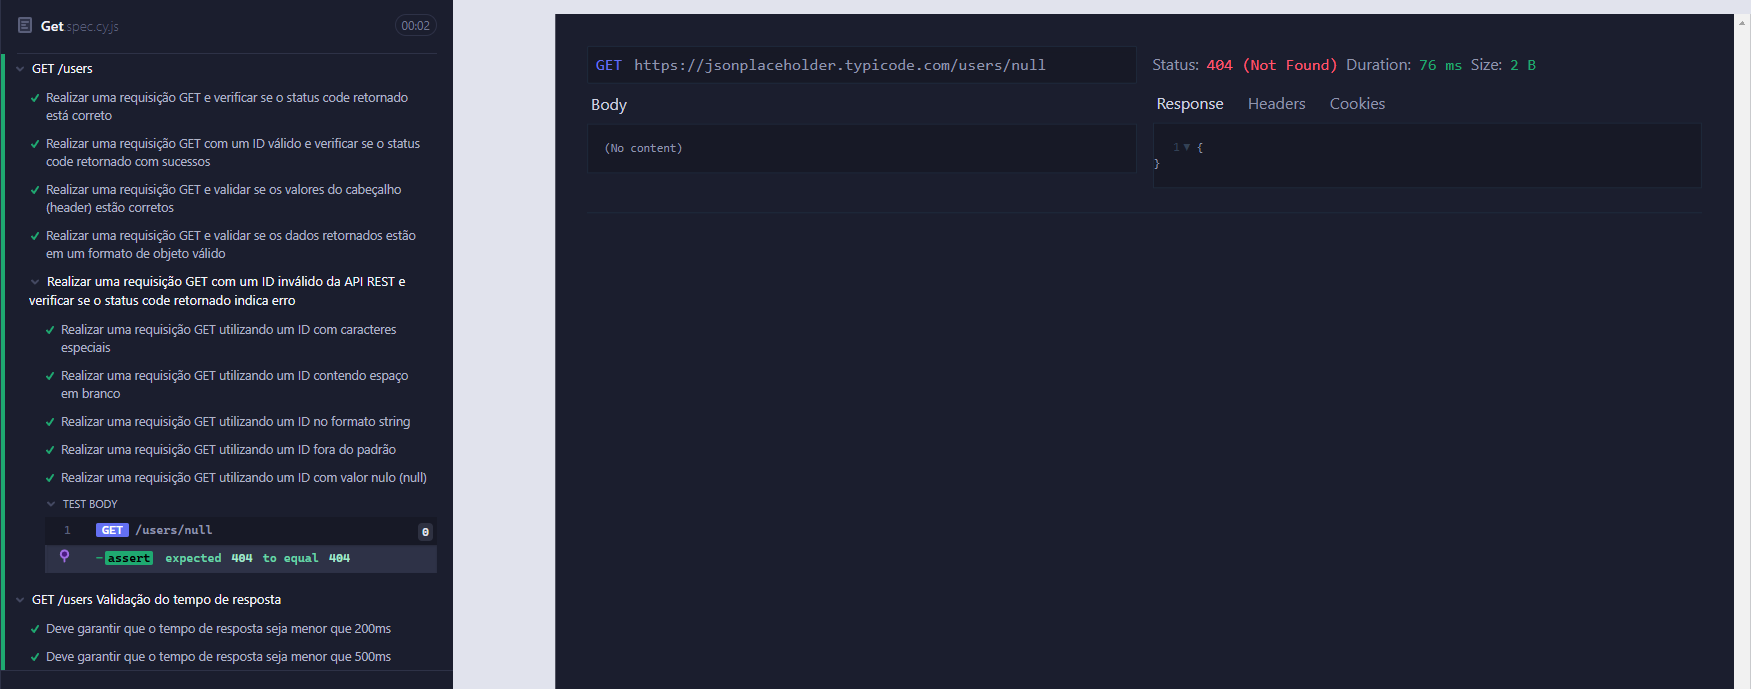 Get.spec.cy.js
00:02
GET /users
Realizar uma requisição GET e verificar se o status code retornado
está correto
Realizar uma requisição GET com um ID válido e verificar se o status
code retornado com sucessos
Realizar uma requisição GET e validar se os valores do cabeçalho
(header) estão corretos
Realizar uma requisição GET e validar se os dados retornados estão
em um formato de objeto válido
Realizar uma requisição GET com um ID inválido da API REST e
verificar se o status code retornado indica erro
Realizar uma requisição GET utilizando um ID com caracteres
especiais
Realizar uma requisição GET utilizando um ID contendo espaço
em branco
Realizar uma requisição GET utilizando um ID no formato string
Realizar uma requisição GET utilizando um ID fora do padrão
Realizar uma requisição GET utilizando um ID com valor nulo (null)
TEST BODY
1 GET /users/null 0
-assert expected 404 to equal 404
GET /users Validação do tempo de resposta
Deve garantir que o tempo de resposta seja menor que 200ms
Deve garantir que o tempo de resposta seja menor que 500ms
GET https://jsonplaceholder.typicode.com/users/null
Status: 404 (Not Found) Duration: 76 ms Size: 2 B
Body
(No content)
Response Headers Cookies
1 {
}